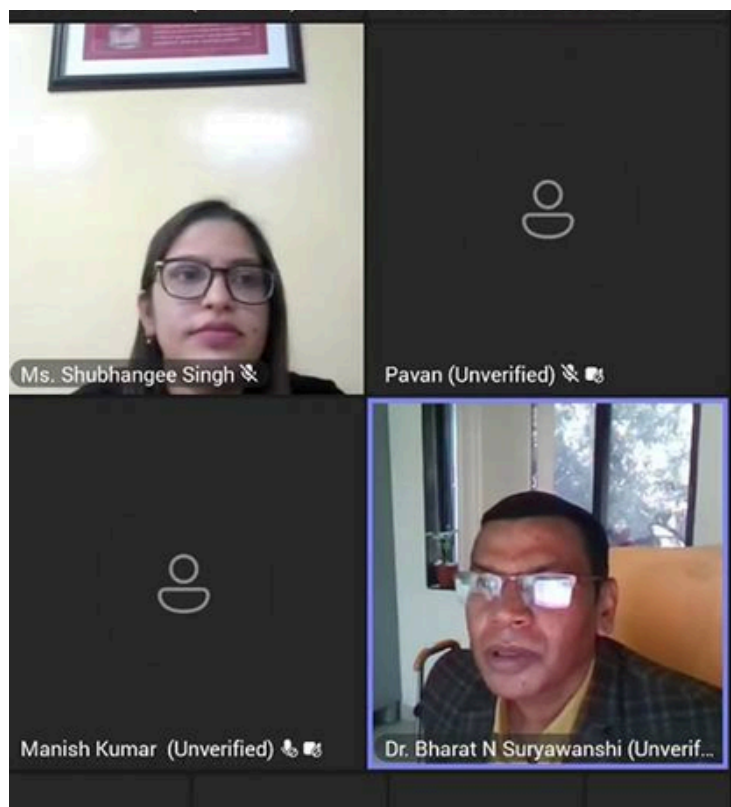 Ms. Shubhangee Singh
Pavan (Unverified)
Manish Kumar (Unverified)
Dr. Bharat N Suryawanshi (Unverif...